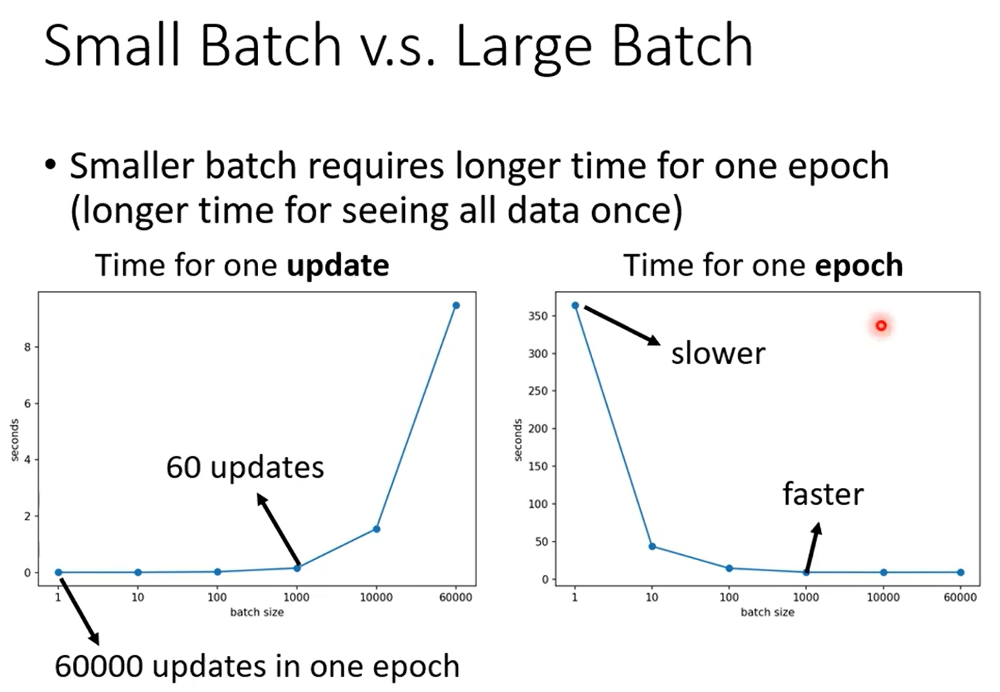 Small Batch v.s. Large Batch
• Smaller batch requires longer time for one epoch
(longer time for seeing all data once)
Time for one update
8
6
4
2
0
seconds
60 updates
1 10 100 1000 10000 60000
batch size
60000 updates in one epoch
Time for one epoch
350
300
250
200
150
100
50
0
seconds
slower
faster
1 10 100 1000 10000 60000
batch size